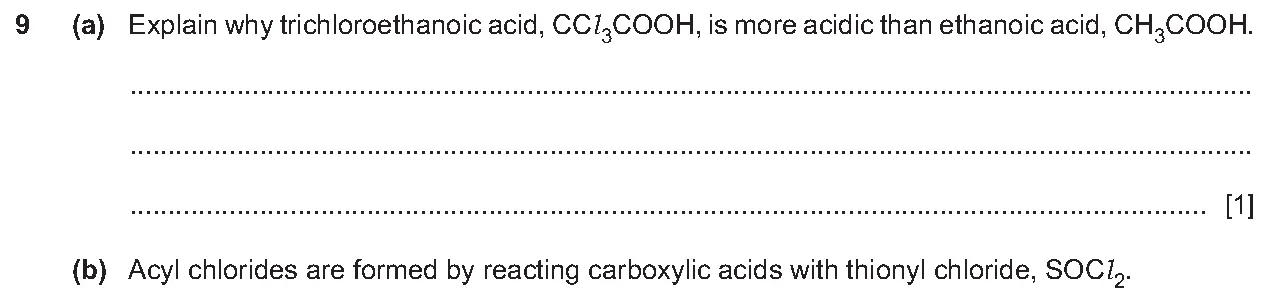 9 (a) Explain why trichloroethanoic acid, CCl₃COOH, is more acidic than ethanoic acid, CH₃COOH.
..........................................................................................................................................................
..........................................................................................................................................................
.................................................................................................................................................... [1]
(b) Acyl chlorides are formed by reacting carboxylic acids with thionyl chloride, SOCl₂.